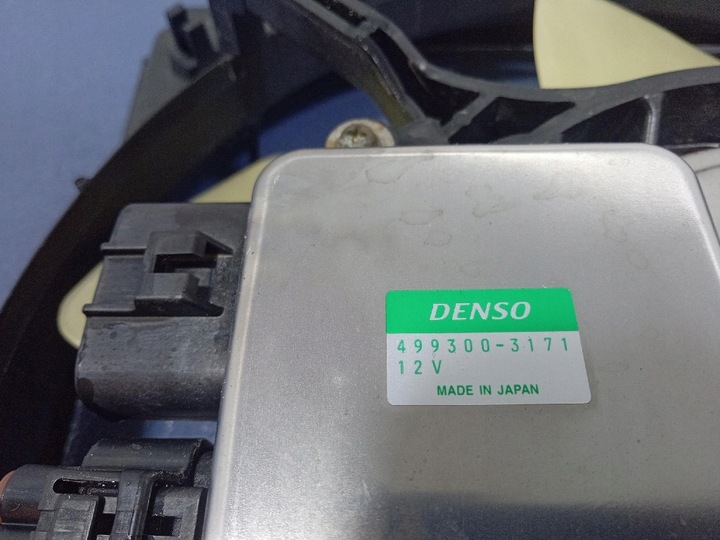 DENSO
499300-3171
12V
MADE IN JAPAN